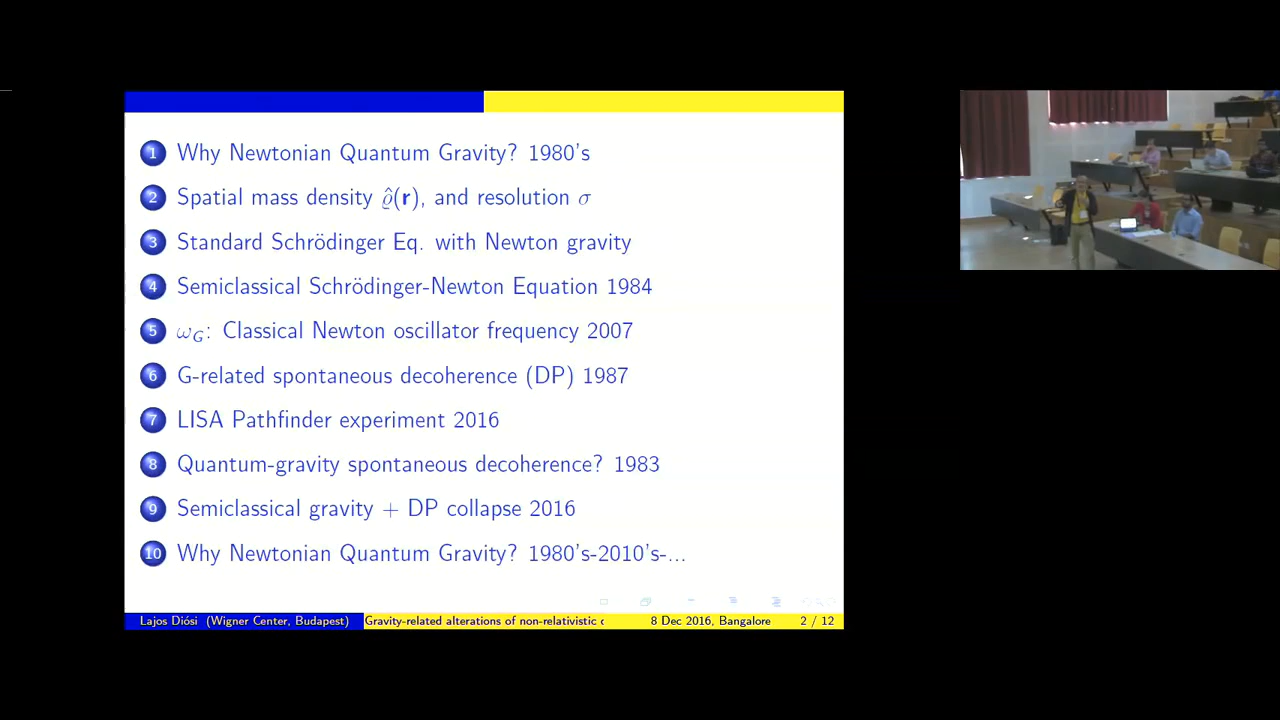 1 Why Newtonian Quantum Gravity? 1980's
2 Spatial mass density ϱ̂(r), and resolution σ
3 Standard Schrödinger Eq. with Newton gravity
4 Semiclassical Schrödinger-Newton Equation 1984
5 ω_G: Classical Newton oscillator frequency 2007
6 G-related spontaneous decoherence (DP) 1987
7 LISA Pathfinder experiment 2016
8 Quantum-gravity spontaneous decoherence? 1983
9 Semiclassical gravity + DP collapse 2016
10 Why Newtonian Quantum Gravity? 1980's-2010's-...
Lajos Diósi (Wigner Center, Budapest) Gravity-related alterations of non-relativistic 8 Dec 2016, Bangalore 2 / 12